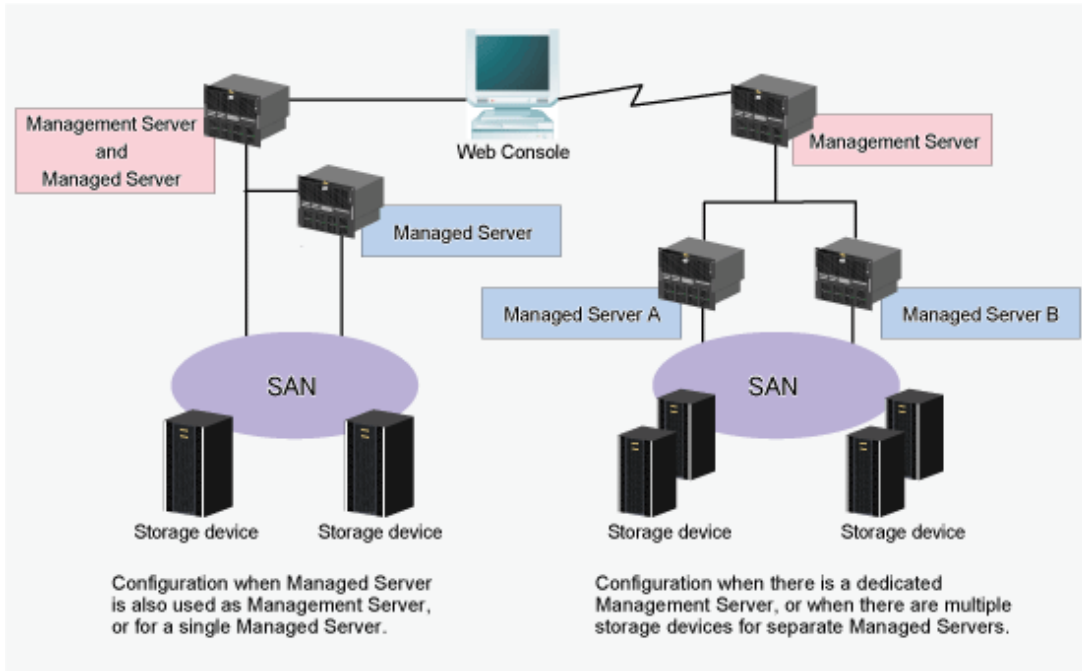 Web Console
Management Server
and
Managed Server
Management Server
Managed Server
Managed Server A
Managed Server B
SAN
SAN
Storage device
Storage device
Storage device
Storage device
Configuration when Managed Server
is also used as Management Server,
or for a single Managed Server.
Configuration when there is a dedicated
Management Server, or when there are multiple
storage devices for separate Managed Servers.